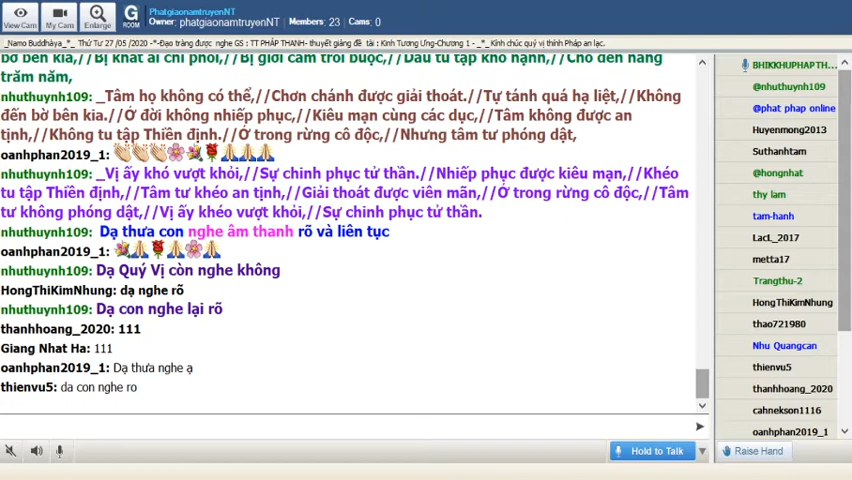 PhatgiaonamtruyenNT
Owner: phatgiaonamtruyenNT Members: 23 Cams: 0
View Cam My Cam Enlarge G ROOM
_Namo Buddhàya_*_ Thứ Tư 27 /05 /2020 -*-Đạo tràng được nghe GS : TT PHÁP THANH- thuyết giảng đề tài : Kinh Tương Ưng-Chương 1 - _*_ Kính chúc quý vị thính Pháp an lạc.
bờ bên kia,//Bị khát ái chi phối,//Bị giới cấm trói buộc,//Dầu tu tập khổ hạnh,//Cho đến hàng
trăm năm,
nhuthuynh109: _Tâm họ không có thể,//Chơn chánh được giải thoát.//Tự tánh quá hạ liệt,//Không
đến bờ bên kia.//Ở đời không nhiếp phục,//Kiêu mạn cùng các dục,//Tâm không được an
tịnh,//Không tu tập Thiền định.//Ở trong rừng cô độc,//Nhưng tâm tư phóng dật,
oanhphan2019_1: 👏👏👏🌸💐🌹🙏🙏🙏
nhuthuynh109: _Vị ấy khó vượt khỏi,//Sự chinh phục tử thần.//Nhiếp phục được kiêu mạn,//Khéo
tu tập Thiền định,//Tâm tư khéo an tịnh,//Giải thoát được viên mãn,//Ở trong rừng cô độc,//Tâm
tư không phóng dật,//Vị ấy khéo vượt khỏi,//Sự chinh phục tử thần.
nhuthuynh109: Dạ thưa con nghe âm thanh rõ và liên tục
oanhphan2019_1: 💐🙏🌹🙏🌸🙏
nhuthuynh109: Dạ Quý Vị còn nghe không
HongThiKimNhung: dạ nghe rõ
nhuthuynh109: Dạ con nghe lại rõ
thanhhoang_2020: 111
Giang Nhat Ha: 111
oanhphan2019_1: Dạ thưa nghe ạ
thienvu5: da con nghe ro
Hold to Talk
BHIKKHUPHAPTH...
@nhuthuynh109
@phat phap online
Huyenmong2013
Suthanhtam
@hongnhat
thy lam
tam-hanh
LacL_2017
metta17
Trangthu-2
HongThiKimNhung
thao721980
Nhu Quangcan
thienvu5
thanhhoang_2020
cahnekson1116
oanhphan2019_1
Raise Hand